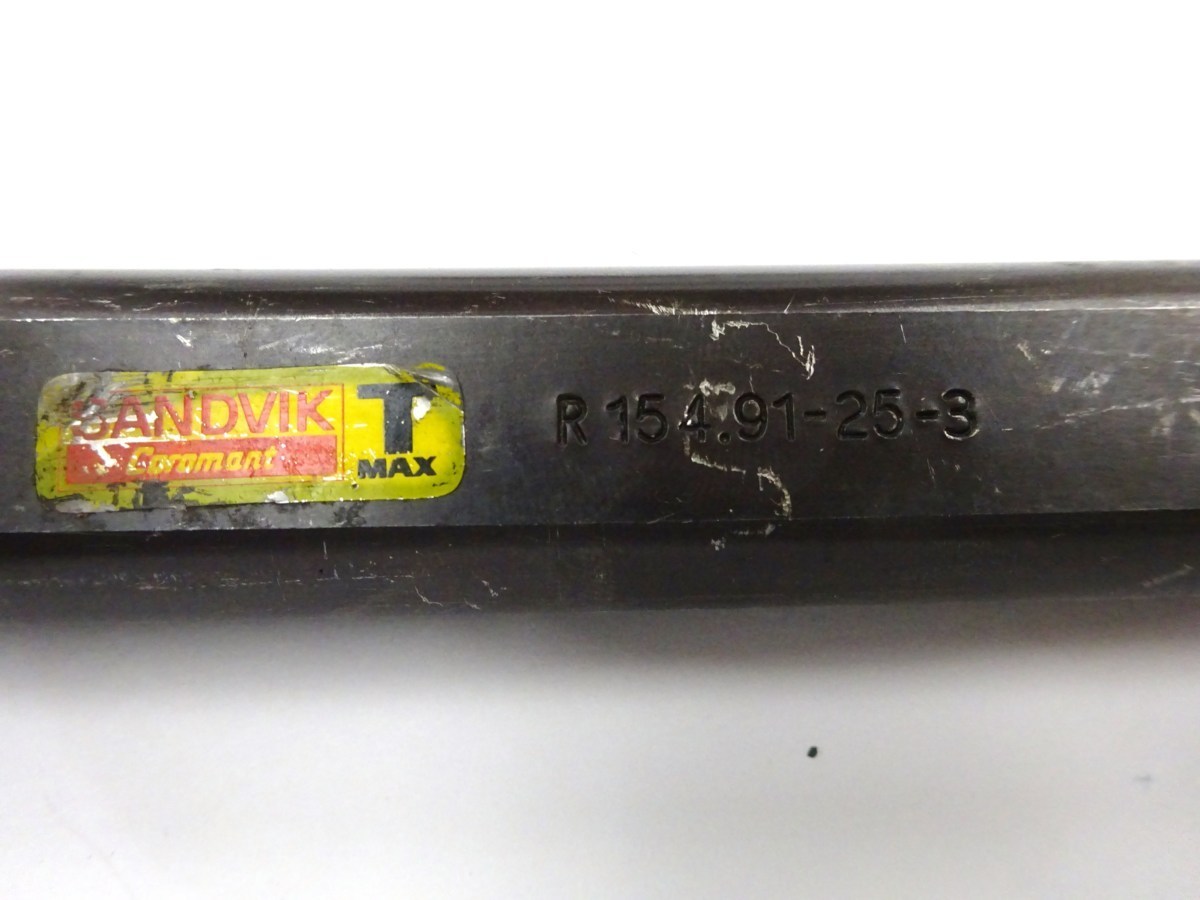 SANDVIK
Coromant
T
MAX
R 154.91-25-3